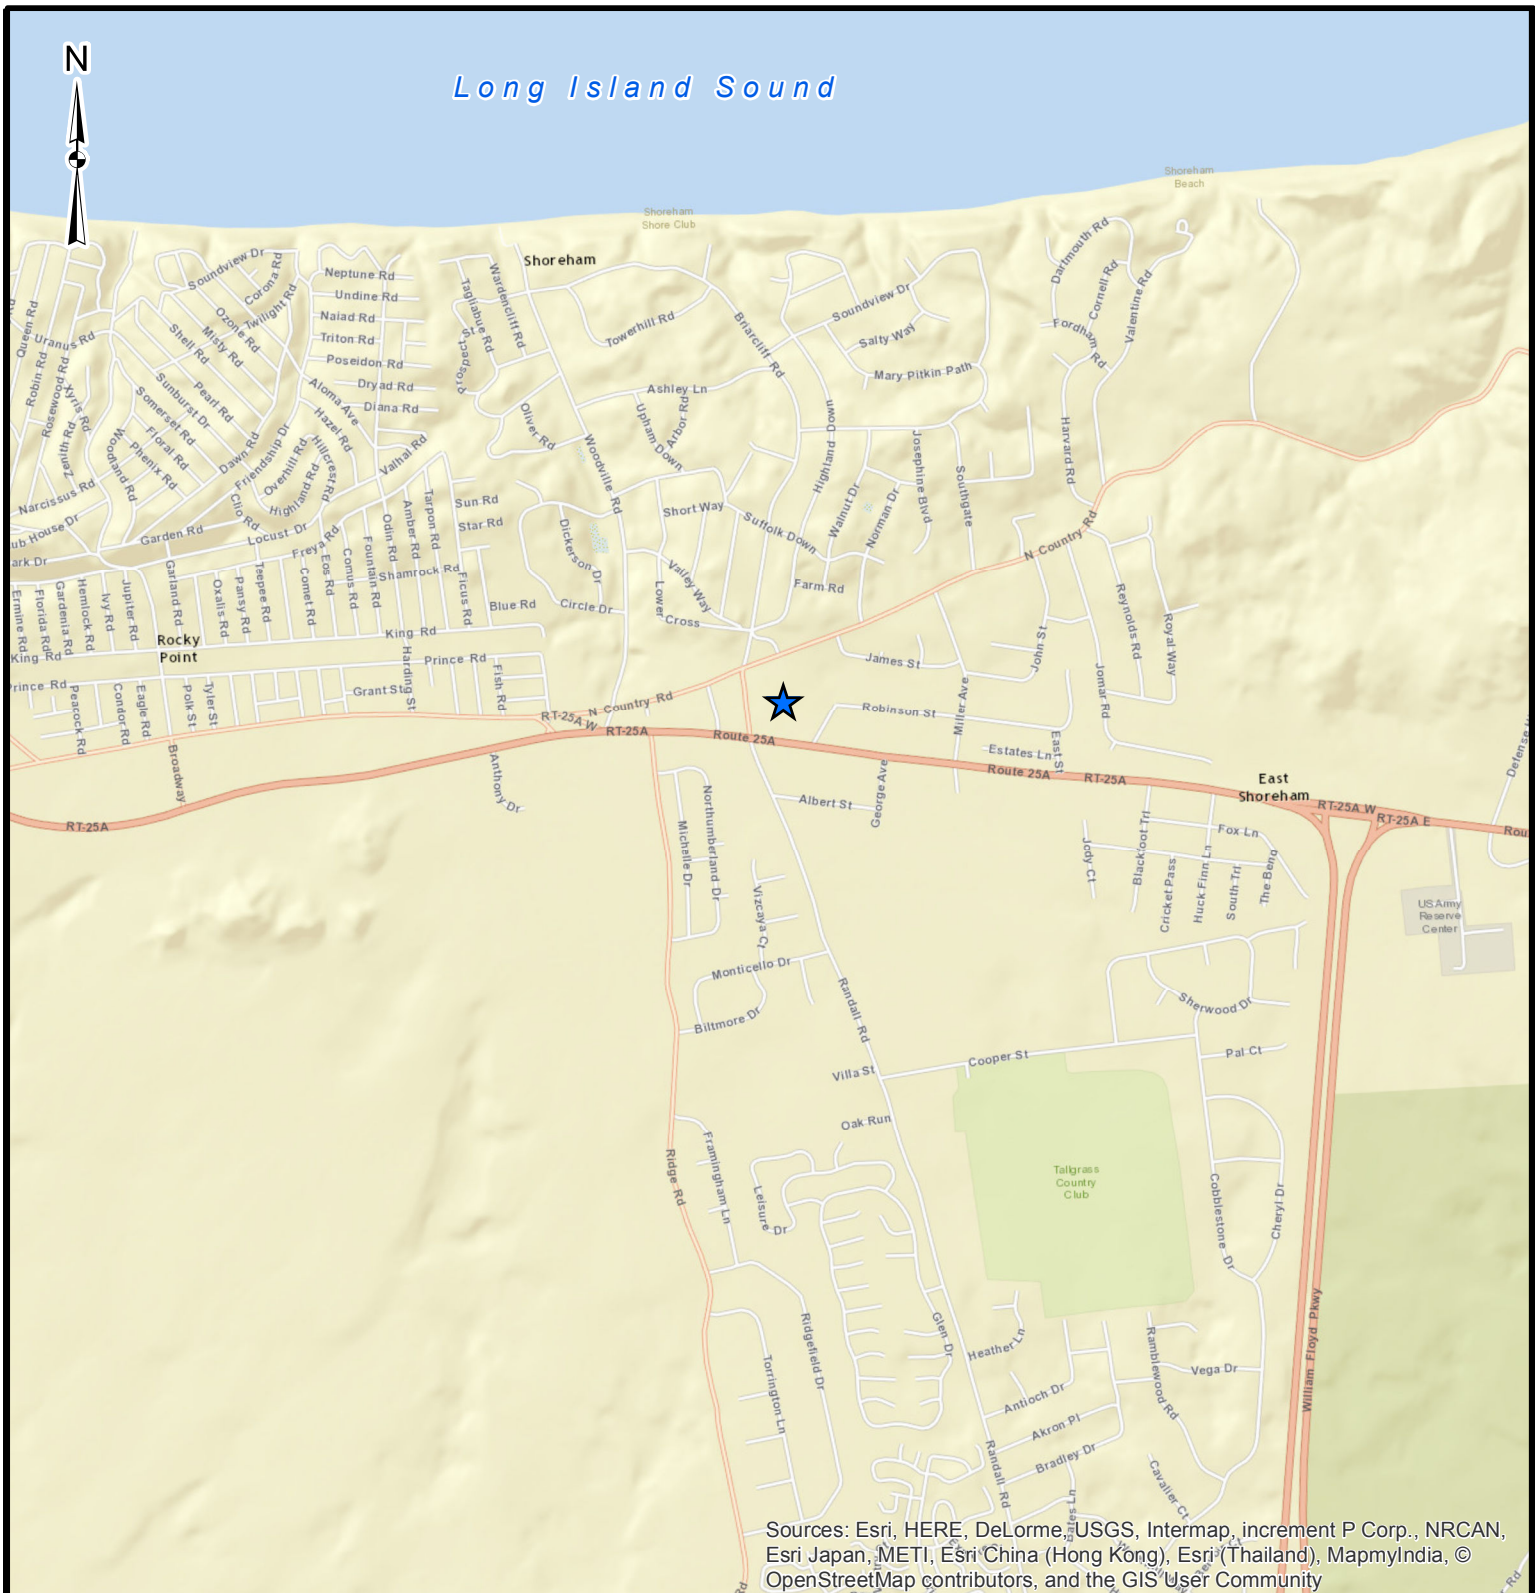 N
Long Island Sound
Shoreham
Beach
Shoreham
Shore Club
Shoreham
Soundview Dr
Corona Rd
Neptune Rd
Undine Rd
Naiad Rd
Triton Rd
Poseidon Rd
Dryad Rd
Diana Rd
Wardencliff Rd
Tagliabue Rd
Prospect St
Towerhill Rd
Briarcliff Rd
Soundview Dr
Salty Way
Mary Pitkin Path
Dartmouth Rd
Cornell Rd
Valentine Rd
Fordham Rd
Queen Rd
Uranus Rd
Robin Rd
Rosewood Rd
Xyris Rd
Zenith Rd
Ozone Rd
Twilight Rd
Misty Rd
Shell Rd
Pearl Rd
Sunburst Dr
Somerset Rd
Floral Rd
Phenix Rd
Woodland Rd
Dawn Rd
Friendship Dr
Overhill Rd
Highland Rd
Hillcrest Rd
Hazel Rd
Aloma Ave
Valhal Rd
Clio Rd
Narcissus Rd
ub House Dr
ark Dr
Garden Rd
Locust Dr
Freya Rd
Ashley Ln
Arbor Rd
Upham Down
Oliver Rd
Woodville Rd
Highland Down
Josephine Blvd
Southgate
Harvard Rd
Walnut Dr
Norman Dr
Short Way
Suffolk Down
Farm Rd
Valley Way
Lower Cross
Dickerson Dr
Circle Dr
Sun Rd
Star Rd
Tarpon Rd
Amber Rd
Odin Rd
Fountain Rd
Comus Rd
Eos Rd
Comet Rd
Shamrock Rd
Ficus Rd
Blue Rd
Teepee Rd
Pansy Rd
Oxalis Rd
Garland Rd
Jupiter Rd
Ivy Rd
Hemlock Rd
Gardenia Rd
Florida Rd
Ermine Rd
N Country Rd
Reynolds Rd
Royal Way
John St
Jomar Rd
James St
Miller Ave
Robinson St
East St
Estates Ln
Rocky
Point
King Rd
King Rd
Prince Rd
rince Rd
Harding St
Grant St
Fish Rd
Peacock Rd
Condor Rd
Eagle Rd
Polk St
Tyler St
N Country Rd
RT-25A W
RT-25A
Route 25A
Route 25A
RT-25A
Broadway
Anthony Dr
RT-25A
East
Shoreham
RT-25A W
RT-25A E
Rou
Albert St
George Ave
Northumberland Dr
Michelle Dr
Vizcaya Ct
Monticello Dr
Biltmore Dr
Randall Rd
Jody Ct
Blackfoot Trl
Cricket Pass
Huck Finn Ln
South Trl
The Bend
Fox Ln
US Army
Reserve
Center
Sherwood Dr
Cooper St
Pal Ct
Villa St
Oak Run
Tallgrass
Country
Club
Ridge Rd
Framingham Ln
Leisure Dr
Cobblestone Dr
Cheryl Dr
Ridgefield Dr
Torrington Ln
Glen Dr
Heather Ln
Antioch Dr
Akron Pl
Bradley Dr
Ramblewood Rd
Vega Dr
William Floyd Pkwy
Randall Rd
Bates Ln
Cavalier Ct
Sources: Esri, HERE, DeLorme, USGS, Intermap, increment P Corp., NRCAN,
Esri Japan, METI, Esri China (Hong Kong), Esri (Thailand), MapmyIndia, ©
OpenStreetMap contributors, and the GIS User Community